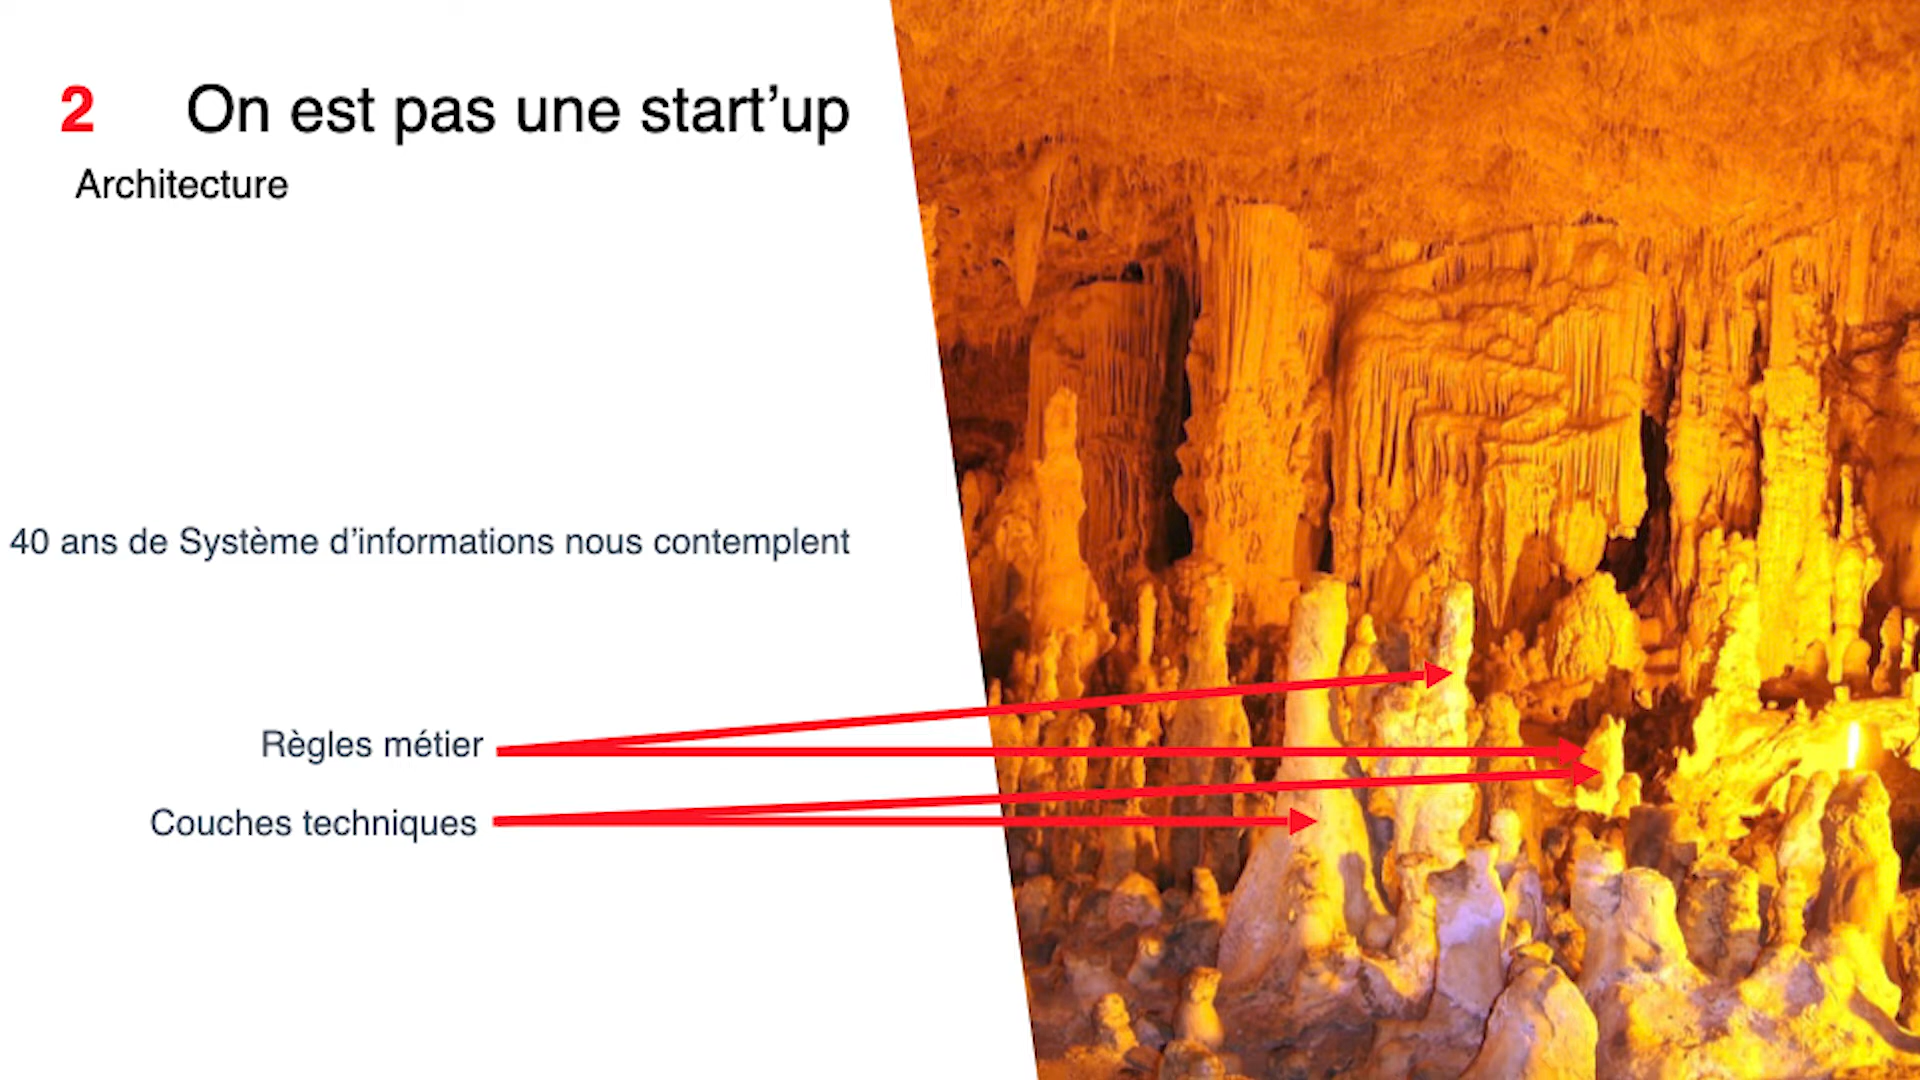 2 On est pas une start’up
Architecture
40 ans de Système d’informations nous contemplent
Règles métier
Couches techniques